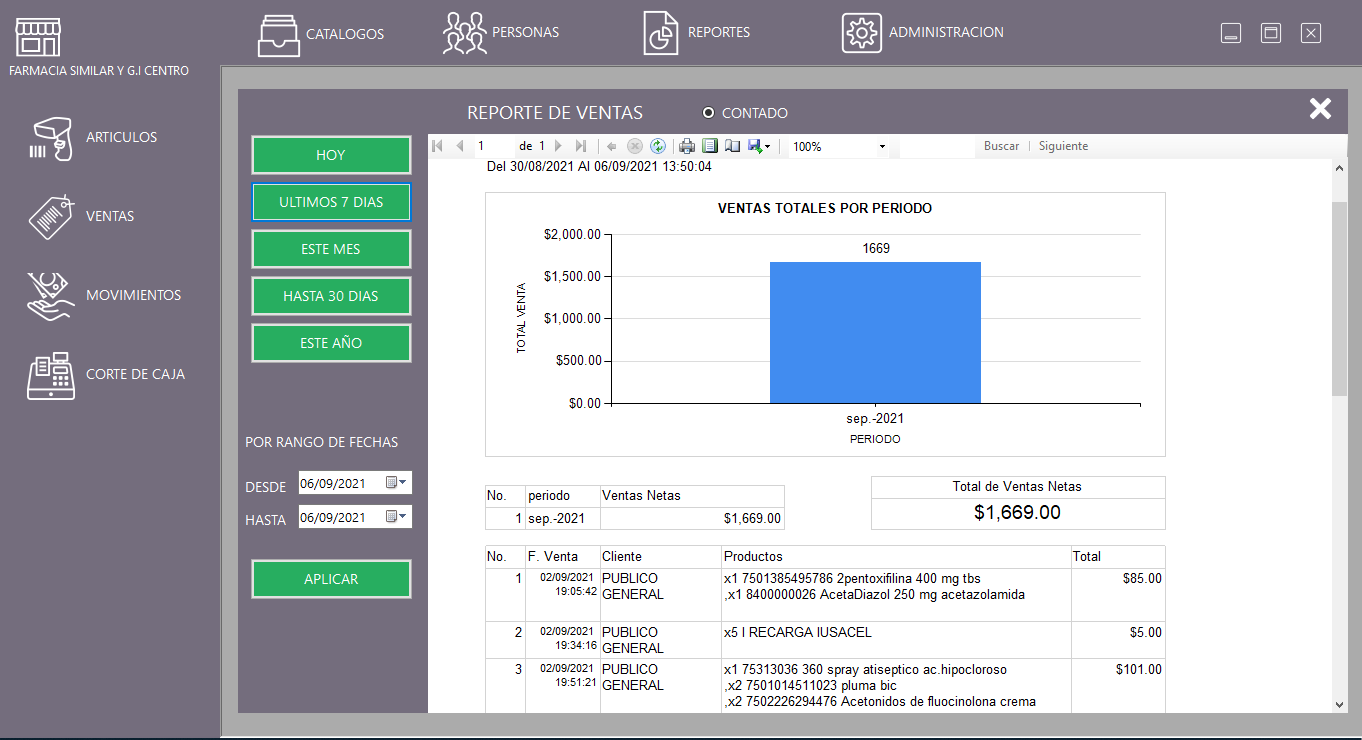 FARMACIA SIMILAR Y G.I CENTRO
CATALOGOS
PERSONAS
REPORTES
ADMINISTRACION
ARTICULOS
VENTAS
MOVIMIENTOS
CORTE DE CAJA
REPORTE DE VENTAS
CONTADO
HOY
ULTIMOS 7 DIAS
ESTE MES
HASTA 30 DIAS
ESTE AÑO
POR RANGO DE FECHAS
DESDE 06/09/2021
HASTA 06/09/2021
APLICAR
1 de 1 100% Buscar Siguiente
Del 30/08/2021 Al 06/09/2021 13:50:04
VENTAS TOTALES POR PERIODO
TOTAL VENTA
$2,000.00
$1,500.00
$1,000.00
$500.00
$0.00
1669
sep.-2021
PERIODO
No. periodo Ventas Netas
1 sep.-2021 $1,669.00
Total de Ventas Netas
$1,669.00
No. F. Venta Cliente Productos Total
1 02/09/2021 PUBLICO x1 7501385495786 2pentoxifilina 400 mg tbs $85.00
19:05:42 GENERAL ,x1 8400000026 AcetaDiazol 250 mg acetazolamida
2 02/09/2021 PUBLICO x5 I RECARGA IUSACEL $5.00
19:34:16 GENERAL
3 02/09/2021 PUBLICO x1 75313036 360 spray atiseptico ac.hipocloroso $101.00
19:51:21 GENERAL ,x2 7501014511023 pluma bic
,x2 7502226294476 Acetonidos de fluocinolona crema